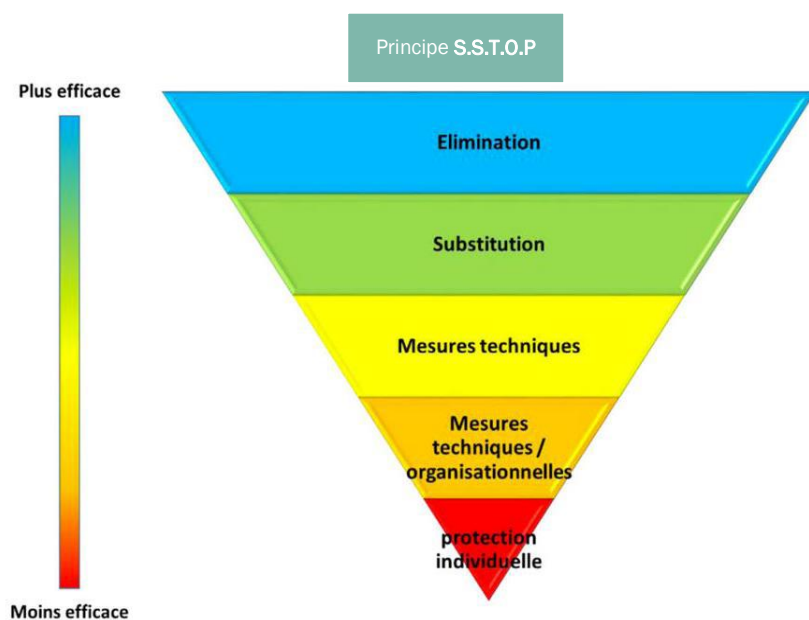 Principe S.S.T.O.P
Plus efficace
Elimination
Substitution
Mesures techniques
Mesures
techniques /
organisationnelles
protection
individuelle
Moins efficace